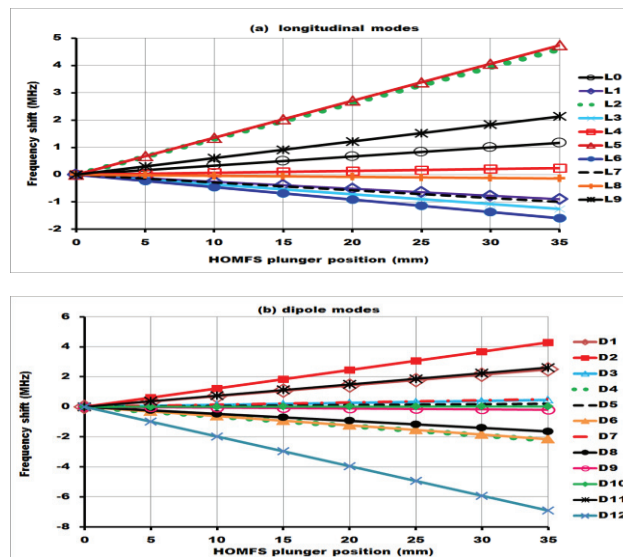 (a) longitudinal modes
5
4
3
2
1
0
-1
-2
Frequency shift (MHz)
0 5 10 15 20 25 30 35
HOMFS plunger position (mm)
L0
L1
L2
L3
L4
L5
L6
L7
L8
L9
(b) dipole modes
6
4
2
0
-2
-4
-6
-8
Frequency shift (MHz)
0 5 10 15 20 25 30 35
HOMFS plunger position (mm)
D1
D2
D3
D4
D5
D6
D7
D8
D9
D10
D11
D12